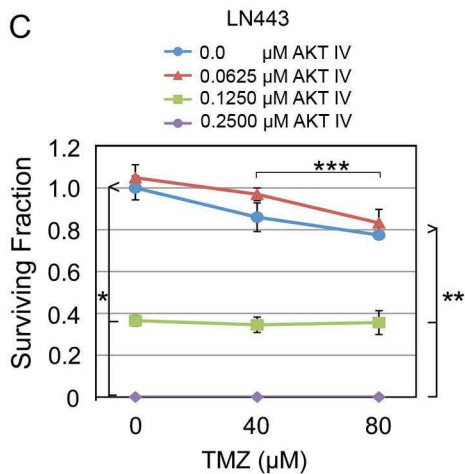 C
LN443
0.0 μM AKT IV
0.0625 μM AKT IV
0.1250 μM AKT IV
0.2500 μM AKT IV
Surviving Fraction
1.2
1.0
0.8
0.6
0.4
0.2
0
***
*
**
0 40 80
TMZ (μM)